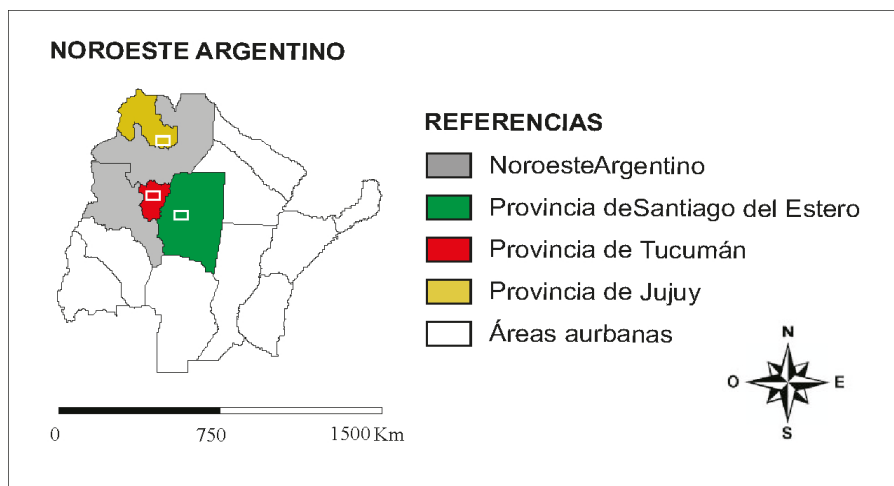 NOROESTE ARGENTINO
REFERENCIAS
NoroesteArgentino
Provincia deSantiago del Estero
Provincia de Tucumán
Provincia de Jujuy
Áreas aurbanas
N
O E
S
0 750 1500 Km